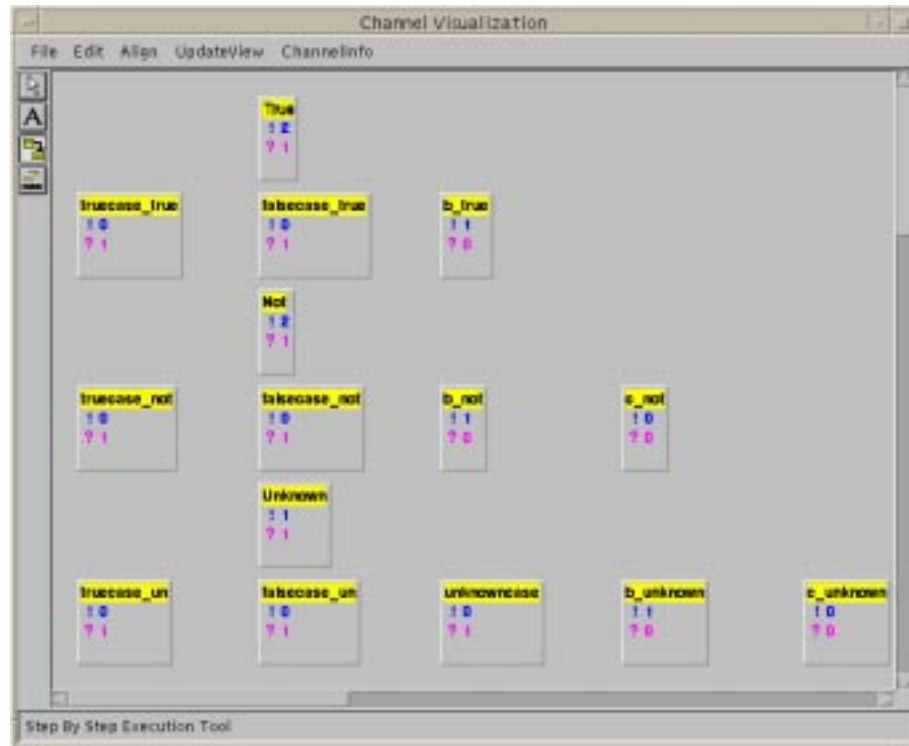 Channel Visualization
File Edit Align UpdateView ChannelInfo
A
True
! 2
? 1
truecase_true falsecase_true b_true
! 0 ! 0 ! 1
? 1 ? 1 ? 0
Not
! 2
? 1
truecase_not falsecase_not b_not c_not
! 0 ! 0 ! 1 ! 0
? 1 ? 1 ? 0 ? 0
Unknown
! 1
? 1
truecase_un falsecase_un unknowncase b_unknown c_unknown
! 0 ! 0 ! 0 ! 1 ! 0
? 1 ? 1 ? 1 ? 0 ? 0
Step By Step Execution Tool